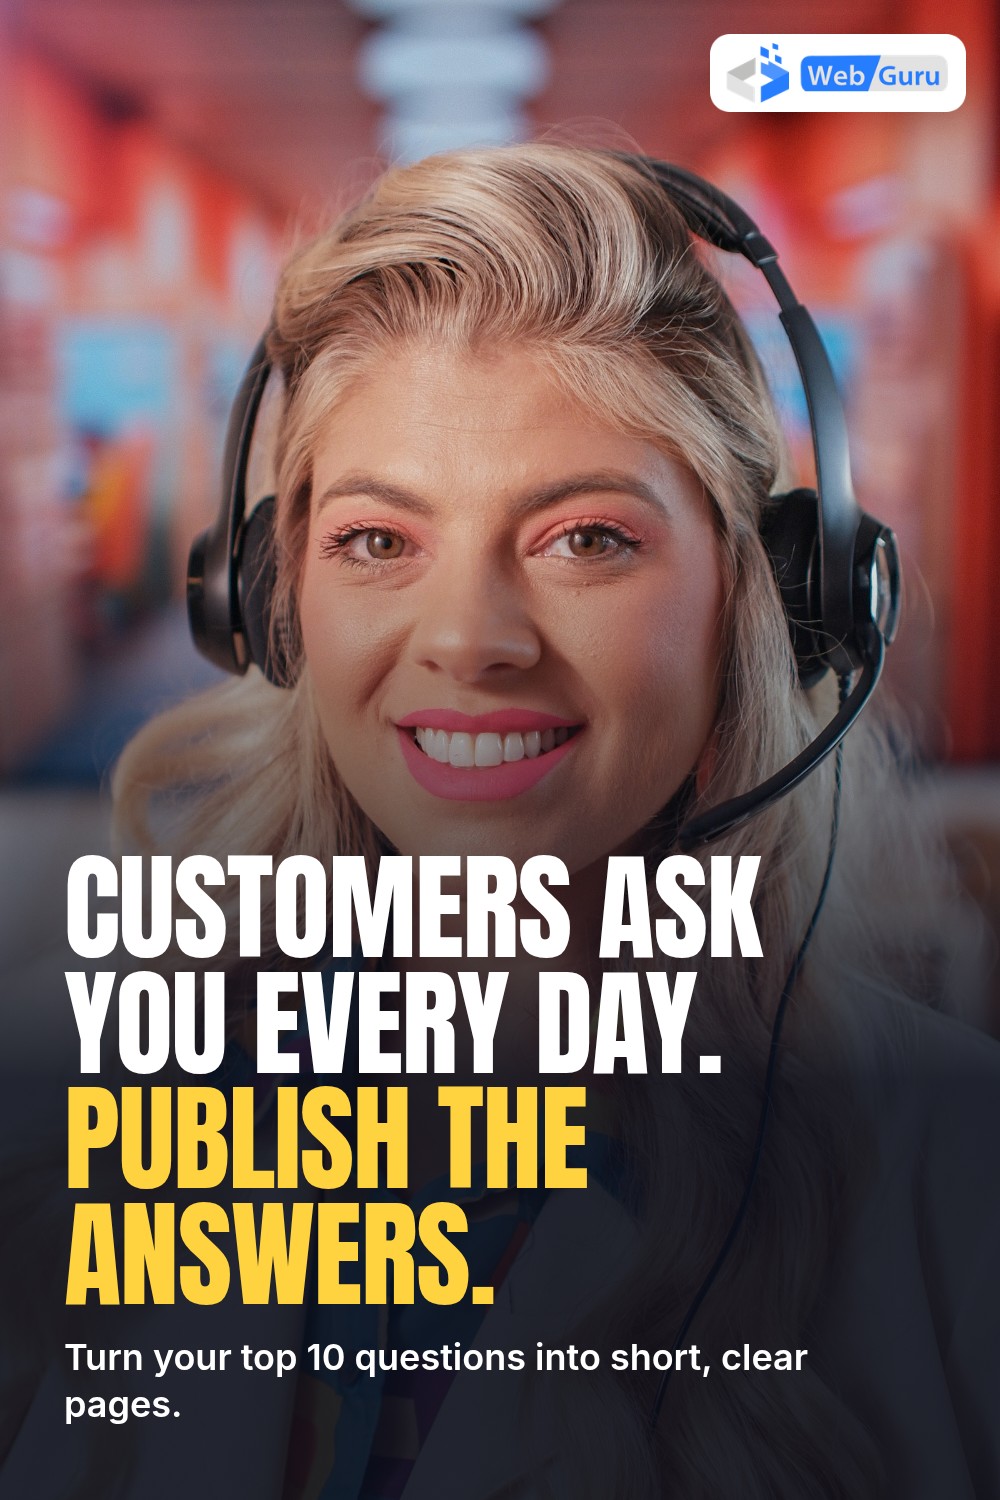 Web Guru
CUSTOMERS ASK
YOU EVERY DAY.
PUBLISH THE
ANSWERS.
Turn your top 10 questions into short, clear
pages.